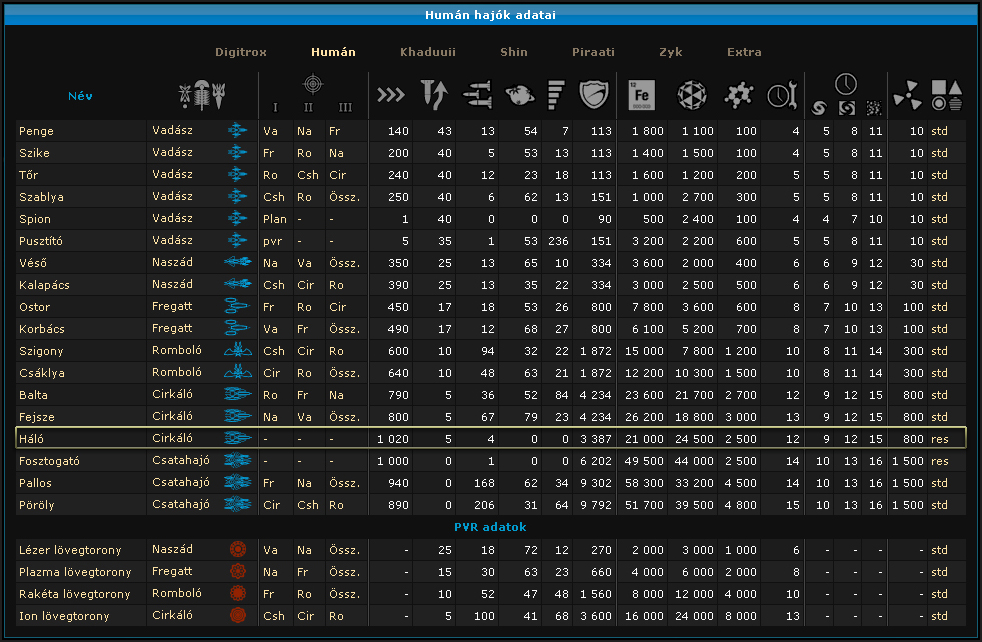 Humán hajók adatai
Digitrox Humán Khaduuii Shin Piraati Zyk Extra
Név I II III Fe
Penge Vadász Va Na Fr 140 43 13 54 7 113 1 800 1 100 100 4 5 8 11 10 std
Szike Vadász Fr Ro Na 200 40 5 53 13 113 1 400 1 500 100 4 5 8 11 10 std
Tőr Vadász Ro Csh Cir 240 40 12 23 18 113 1 600 1 200 200 5 5 8 11 10 std
Szablya Vadász Csh Ro Össz. 250 40 6 62 13 151 1 000 2 700 300 5 5 8 11 10 std
Spion Vadász Plan - - 1 40 0 0 0 90 500 2 400 100 4 4 7 10 10 std
Pusztító Vadász pvr - - 5 35 1 53 236 151 3 200 2 200 600 5 5 8 11 10 std
Véső Naszád Na Va Össz. 350 25 13 65 10 334 3 600 2 000 400 6 6 9 12 30 std
Kalapács Naszád Csh Cir Ro 390 25 13 35 22 334 3 000 2 500 500 6 6 9 12 30 std
Ostor Fregatt Fr Ro Cir 450 17 18 53 26 800 7 800 3 600 600 8 7 10 13 100 std
Korbács Fregatt Va Fr Össz. 490 17 12 68 27 800 6 100 5 200 700 8 7 10 13 100 std
Szigony Romboló Csh Cir Ro 600 10 94 32 22 1 872 15 000 7 800 1 200 10 8 11 14 300 std
Csáklya Romboló Cir Ro Össz. 640 10 48 63 21 1 872 12 200 10 300 1 500 10 8 11 14 300 std
Balta Cirkáló Ro Fr Na 790 5 36 52 84 4 234 23 600 21 700 2 700 12 9 12 15 800 std
Fejsze Cirkáló Na Va Össz. 800 5 67 79 23 4 234 26 200 18 800 3 000 13 9 12 15 800 std
Háló Cirkáló - - - 1 020 5 4 0 0 3 387 21 000 24 500 2 500 12 9 12 15 800 res
Fosztogató Csatahajó - - - 1 000 0 1 0 0 6 202 49 500 44 000 2 500 14 10 13 16 1 500 res
Pallos Csatahajó Fr Na Össz. 940 0 168 62 34 9 302 58 300 33 200 4 500 14 10 13 16 1 500 std
Pöröly Csatahajó Cir Csh Ro 890 0 206 31 64 9 792 51 700 39 500 4 800 15 10 13 16 1 500 std
PVR adatok
Lézer lövegtorony Naszád Va Na Össz. - 25 18 72 12 270 2 000 3 000 1 000 6 - - - - std
Plazma lövegtorony Fregatt Na Fr Össz. - 15 30 63 23 660 4 000 6 000 2 000 8 - - - - std
Rakéta lövegtorony Romboló Fr Ro Össz. - 10 52 47 48 1 560 8 000 12 000 4 000 10 - - - - std
Ion lövegtorony Cirkáló Csh Cir Ro - 5 100 41 68 3 600 16 000 24 000 8 000 13 - - - - std